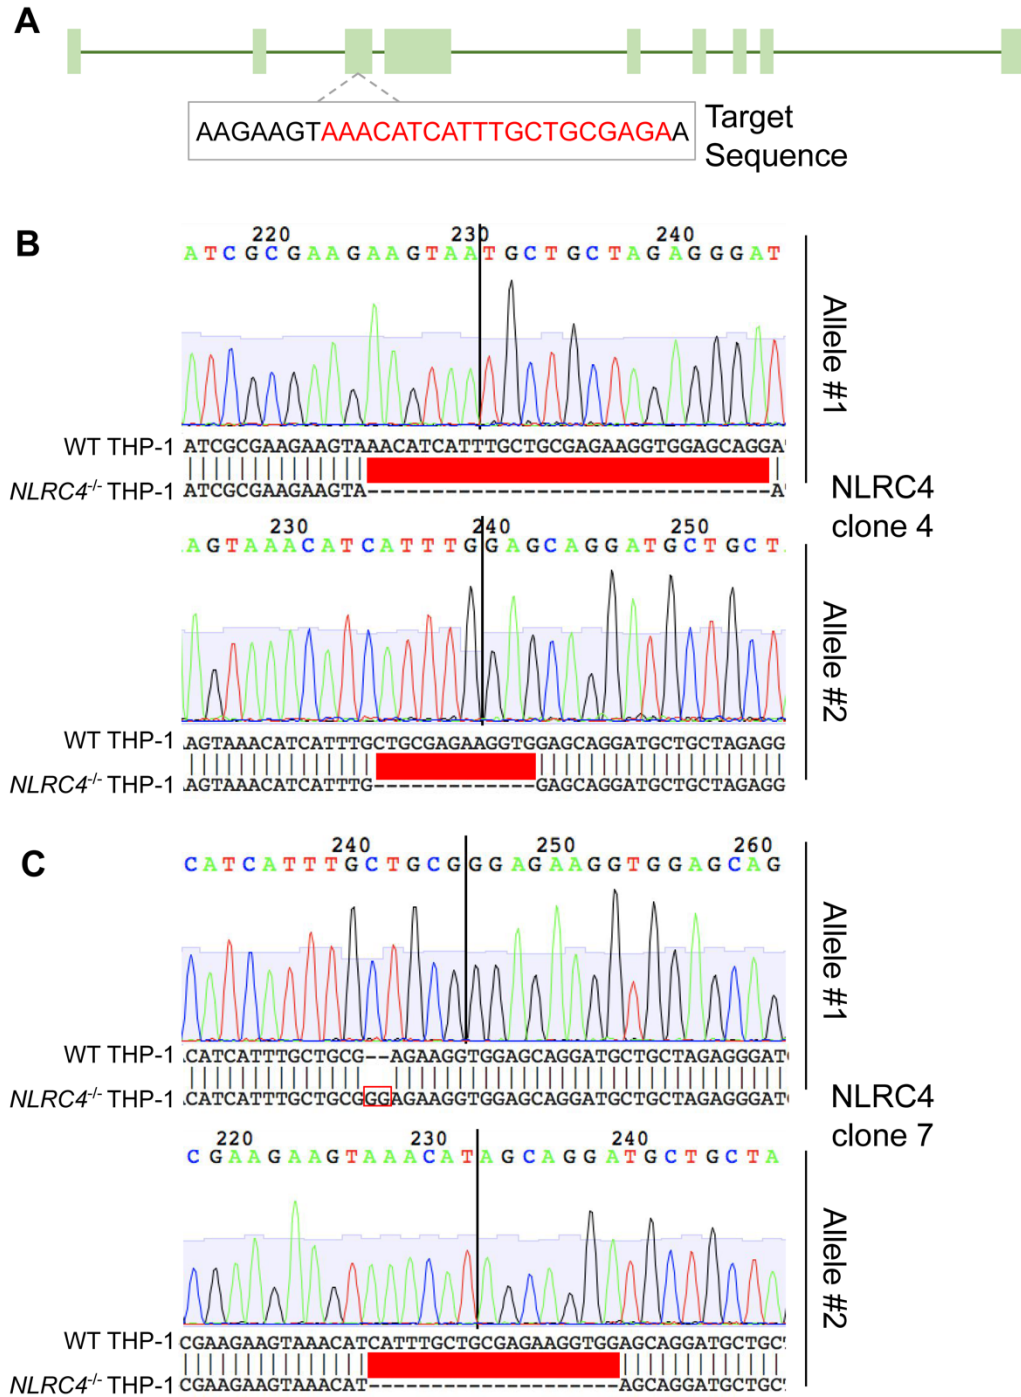 A
AAGAAGTAAACATCATTTGCTGCGAGAA
Target
Sequence
B
220 230 240
ATCGCGAAGAAGTAATGCTGCTAGAGGGAT
WT THP-1 ATCGCGAAGAAGTAAACATCATTTGCTGCGAGAAGGTGGAGCAGGA
NLRC4-/- THP-1 ATCGCGAAGAAGTA-------------------------------A
Allele #1
230 240 250
AGTAAACATCATTTGGAGCAGGATGCTGCT
WT THP-1 AGTAAACATCATTTGCTGCGAGAAGGTGGAGCAGGATGCTGCTAGAGG
NLRC4-/- THP-1 AGTAAACATCATTTG-------------GAGCAGGATGCTGCTAGAGG
Allele #2
NLRC4
clone 4
C
240 250 260
CATCATTTGCTGCGGGAGAAGGTGGAGCAG
WT THP-1 CATCATTTGCTGCG--AGAAGGTGGAGCAGGATGCTGCTAGAGGGAT
NLRC4-/- THP-1 CATCATTTGCTGCGGGAGAAGGTGGAGCAGGATGCTGCTAGAGGGAT
Allele #1
220 230 240
CGAAGAAGTAAACATAGCAGGATGCTGCTA
WT THP-1 CGAAGAAGTAAACATCATTTGCTGCGAGAAGGTGGAGCAGGATGCTGCT
NLRC4-/- THP-1 CGAAGAAGTAAACAT--------------------AGCAGGATGCTGCT
Allele #2
NLRC4
clone 7